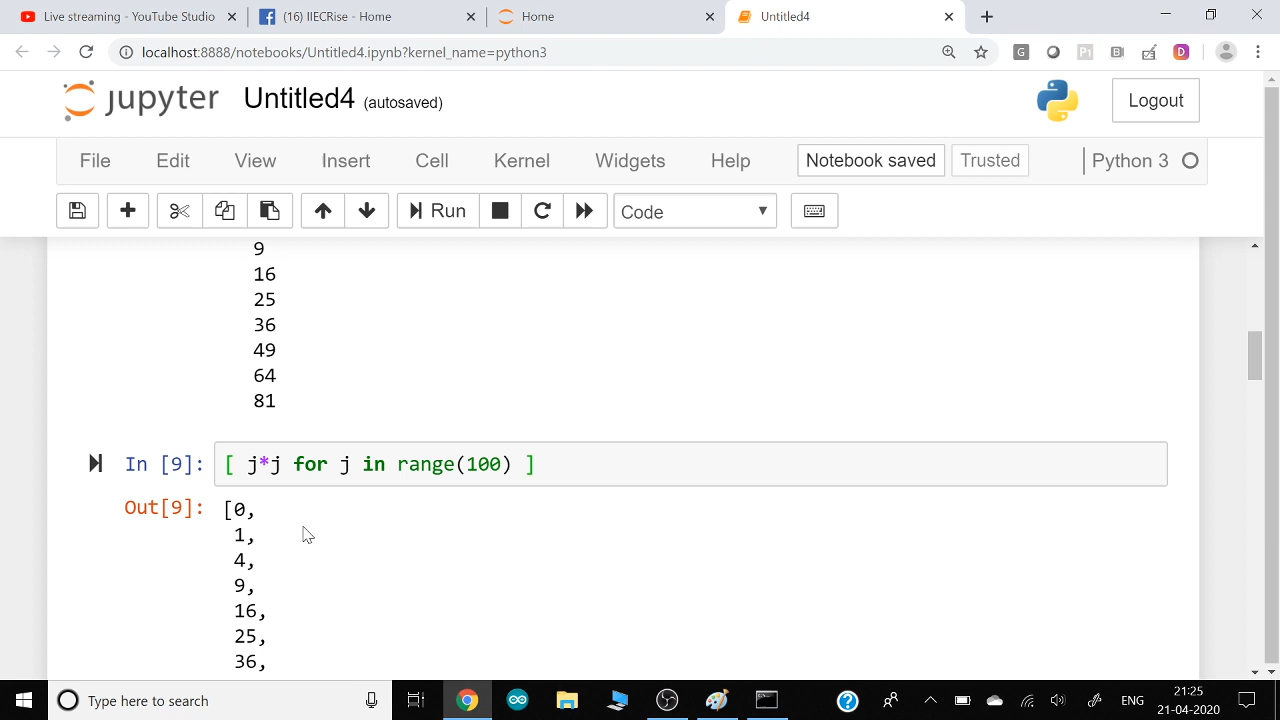 Live streaming - YouTube Studio
(16) IIECRise - Home
Home
Untitled4
localhost:8888/notebooks/Untitled4.ipynb?kernel_name=python3
jupyter Untitled4 (autosaved)
Logout
File Edit View Insert Cell Kernel Widgets Help Notebook saved Trusted Python 3
Run Code
9
16
25
36
49
64
81
In [9]: [ j*j for j in range(100) ]
Out[9]: [0,
1,
4,
9,
16,
25,
36,
Type here to search
ENG
21:25
21-04-2020